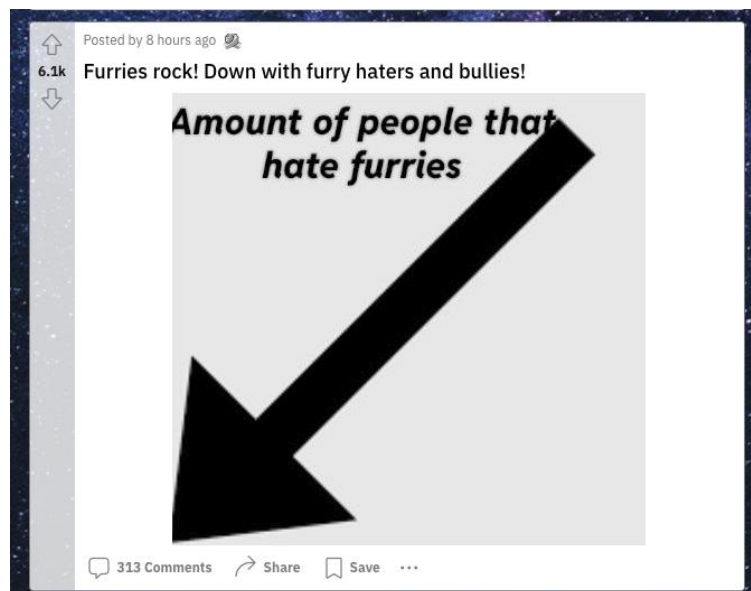 Posted by 8 hours ago
6.1k
Furries rock! Down with furry haters and bullies!
Amount of people that
hate furries
313 Comments Share Save ...